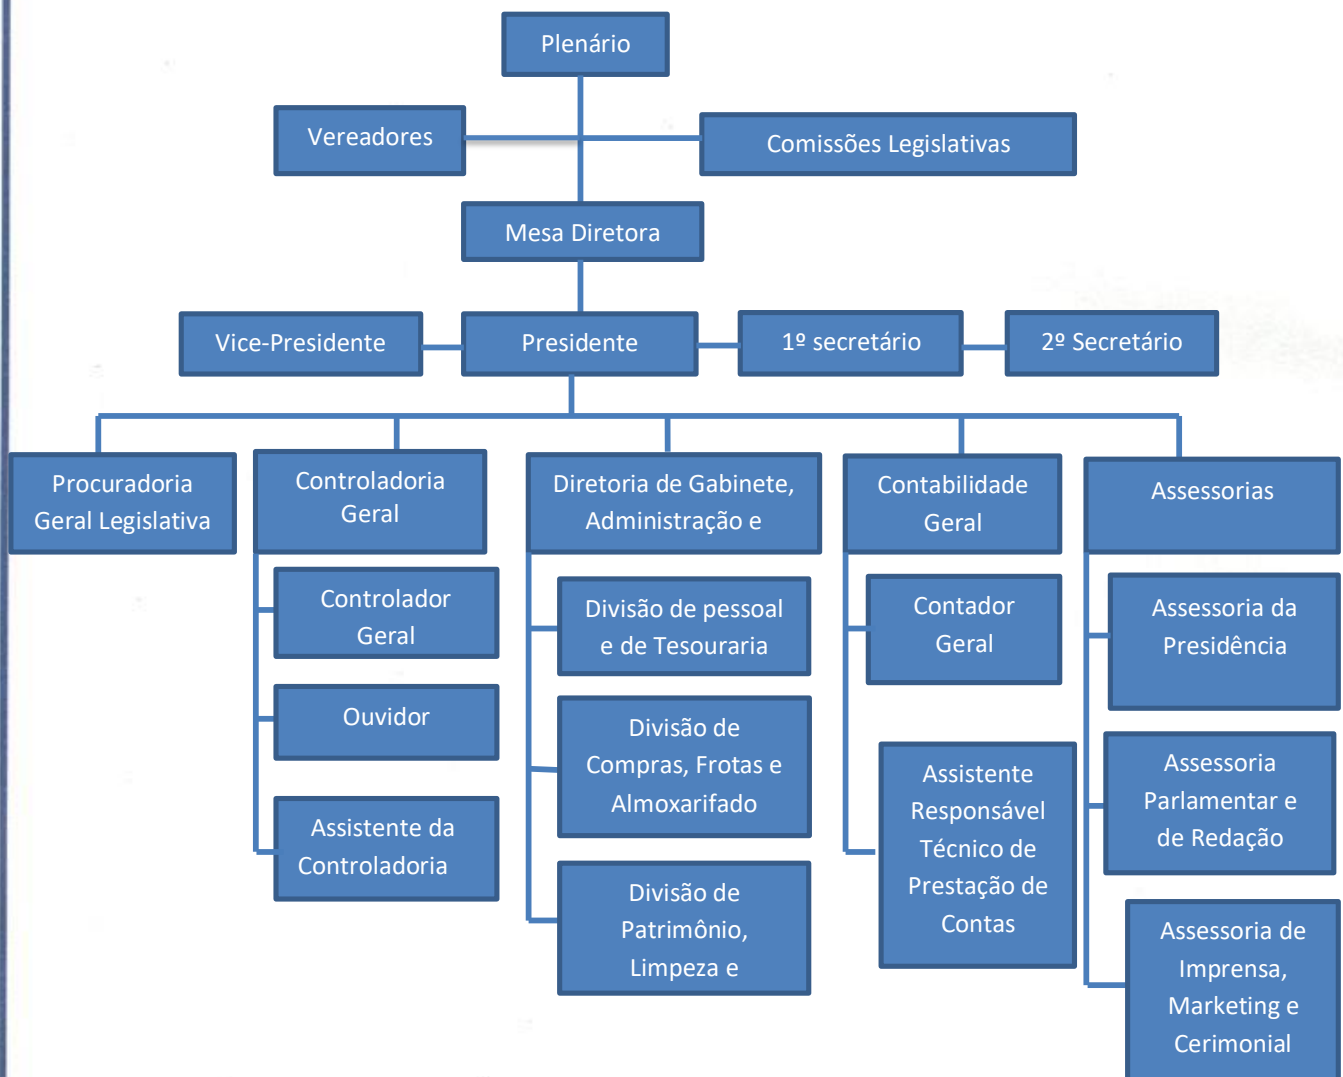 Plenário
Vereadores
Comissões Legislativas
Mesa Diretora
Vice-Presidente
Presidente
1º secretário
2º Secretário
Procuradoria
Geral Legislativa
Controladoria
Geral
Controlador
Geral
Ouvidor
Assistente da
Controladoria
Diretoria de Gabinete,
Administração e
Divisão de pessoal
e de Tesouraria
Divisão de
Compras, Frotas e
Almoxarifado
Divisão de
Patrimônio,
Limpeza e
Contabilidade
Geral
Contador
Geral
Assistente
Responsável
Técnico de
Prestação de
Contas
Assessorias
Assessoria da
Presidência
Assessoria
Parlamentar e
de Redação
Assessoria de
Imprensa,
Marketing e
Cerimonial